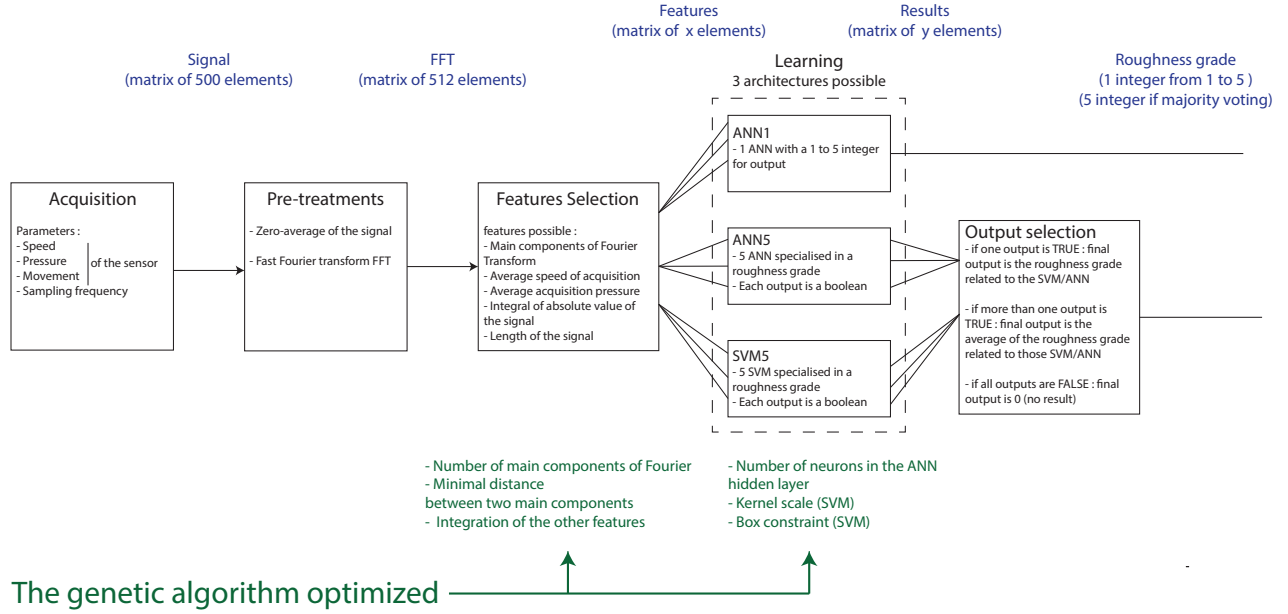 Features
(matrix of x elements)
Results
(matrix of y elements)
Signal
(matrix of 500 elements)
FFT
(matrix of 512 elements)
Learning
3 architectures possible
Roughness grade
(1 integer from 1 to 5 )
(5 integer if majority voting)
Acquisition
Parameters :
- Speed
- Pressure
- Movement
of the sensor
- Sampling frequency
Pre-treatments
- Zero-average of the signal
- Fast Fourier transform FFT
Features Selection
features possible :
- Main components of Fourier
Transform
- Average speed of acquisition
- Average acquisition pressure
- Integral of absolute value of
the signal
- Length of the signal
ANN1
- 1 ANN with a 1 to 5 integer
for output
ANN5
- 5 ANN specialised in a
roughness grade
- Each output is a boolean
SVM5
- 5 SVM specialised in a
roughness grade
- Each output is a boolean
Output selection
- if one output is TRUE : final
output is the roughness grade
related to the SVM/ANN
- if more than one output is
TRUE : final output is the
average of the roughness grade
related to those SVM/ANN
- if all outputs are FALSE : final
output is 0 (no result)
- Number of main components of Fourier
- Minimal distance
between two main components
- Integration of the other features
- Number of neurons in the ANN
hidden layer
- Kernel scale (SVM)
- Box constraint (SVM)
-
The genetic algorithm optimized